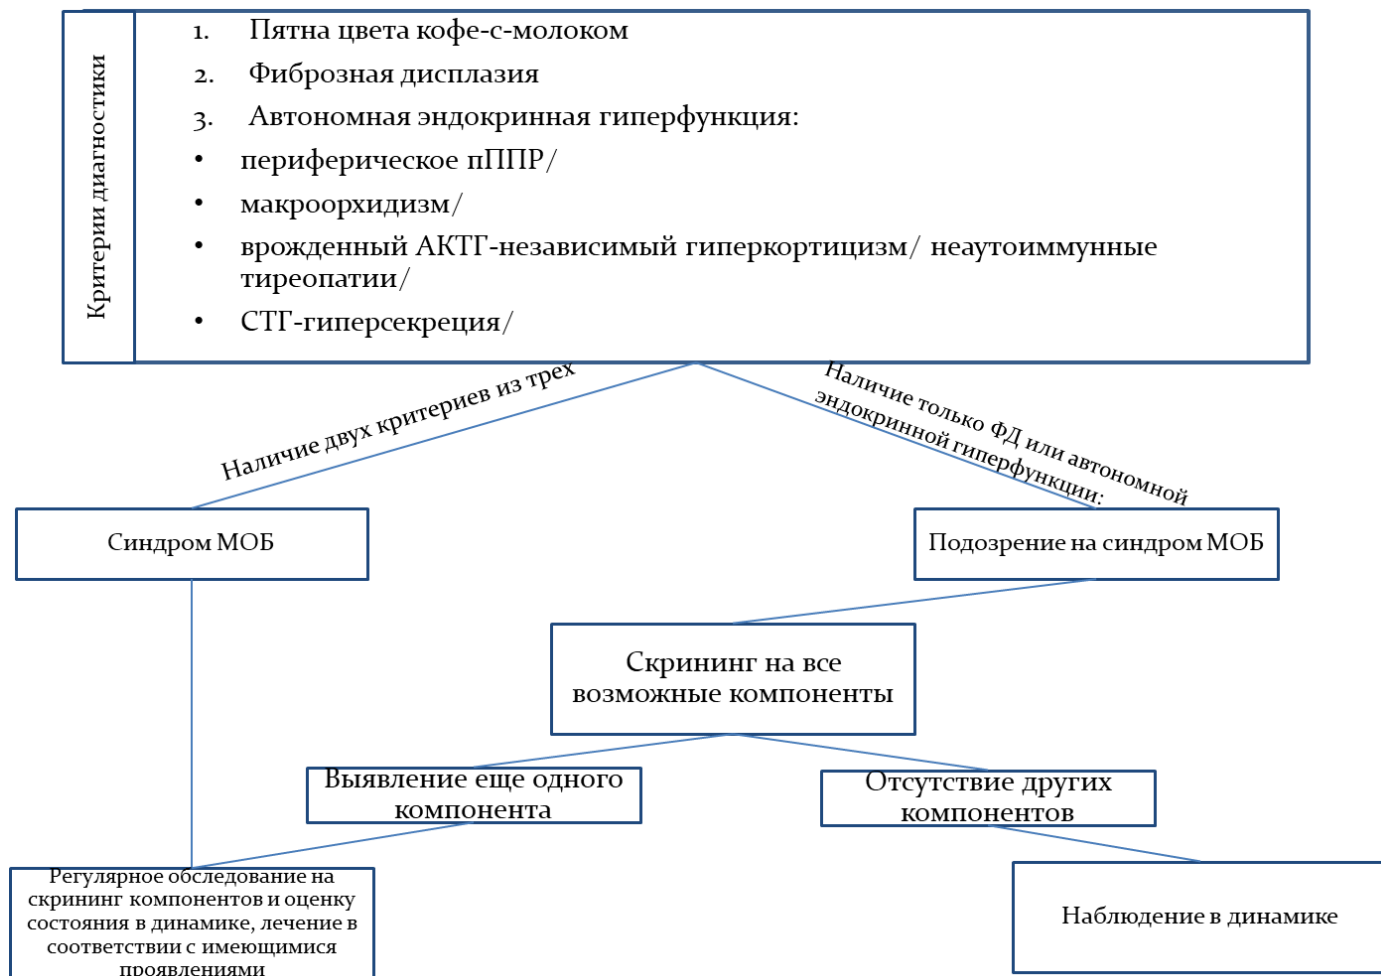 Критерии диагностики
1. Пятна цвета кофе-с-молоком
2. Фиброзная дисплазия
3. Автономная эндокринная гиперфункция:
• периферическое пППР/
• макроорхидизм/
• врожденный АКТГ-независимый гиперкортицизм/ неаутоиммунные
тиреопатии/
• СТГ-гиперсекреция/
Наличие двух критериев из трех
Наличие только ФД или автономной
эндокринной гиперфункции:
Синдром МОБ
Подозрение на синдром МОБ
Скрининг на все
возможные компоненты
Выявление еще одного
компонента
Отсутствие других
компонентов
Регулярное обследование на
скрининг компонентов и оценку
состояния в динамике, лечение в
соответствии с имеющимися
проявлениями
Наблюдение в динамике